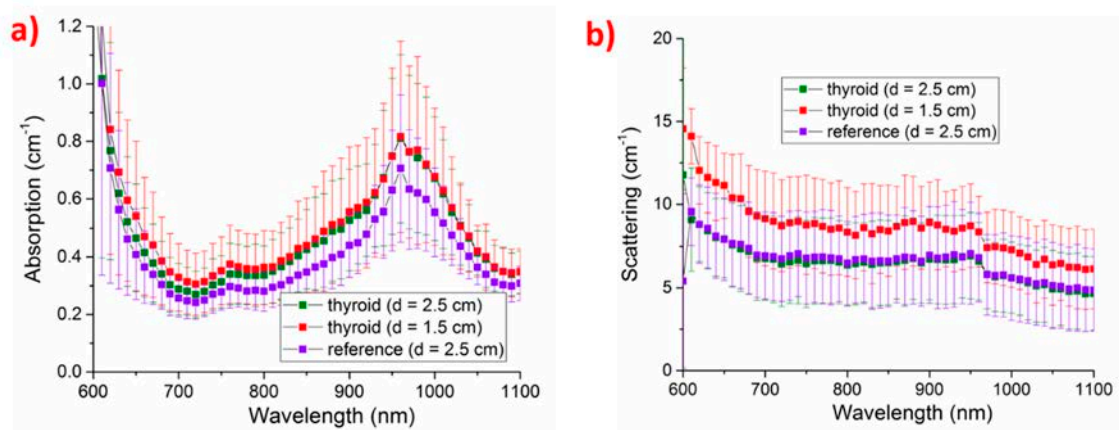 a)
1.2
1.0
0.8
0.6
0.4
0.2
0.0
Absorption (cm-1)
thyroid (d = 2.5 cm)
thyroid (d = 1.5 cm)
reference (d = 2.5 cm)
600 700 800 900 1000 1100
Wavelength (nm)
b)
20
15
10
5
0
Scattering (cm-1)
thyroid (d = 2.5 cm)
thyroid (d = 1.5 cm)
reference (d = 2.5 cm)
600 700 800 900 1000 1100
Wavelength (nm)